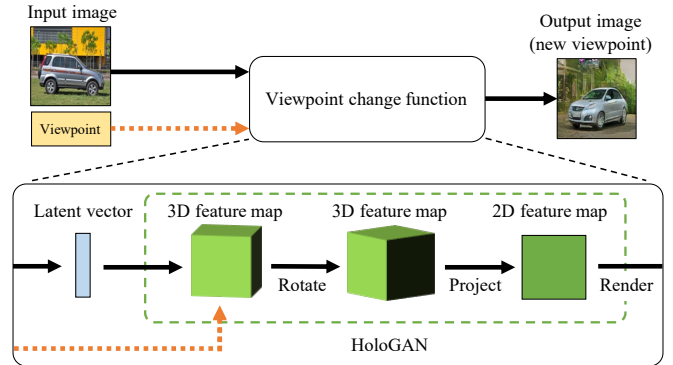 Input image
Output image
(new viewpoint)
Viewpoint change function
Viewpoint
Latent vector
3D feature map
3D feature map
2D feature map
Rotate
Project
Render
HoloGAN